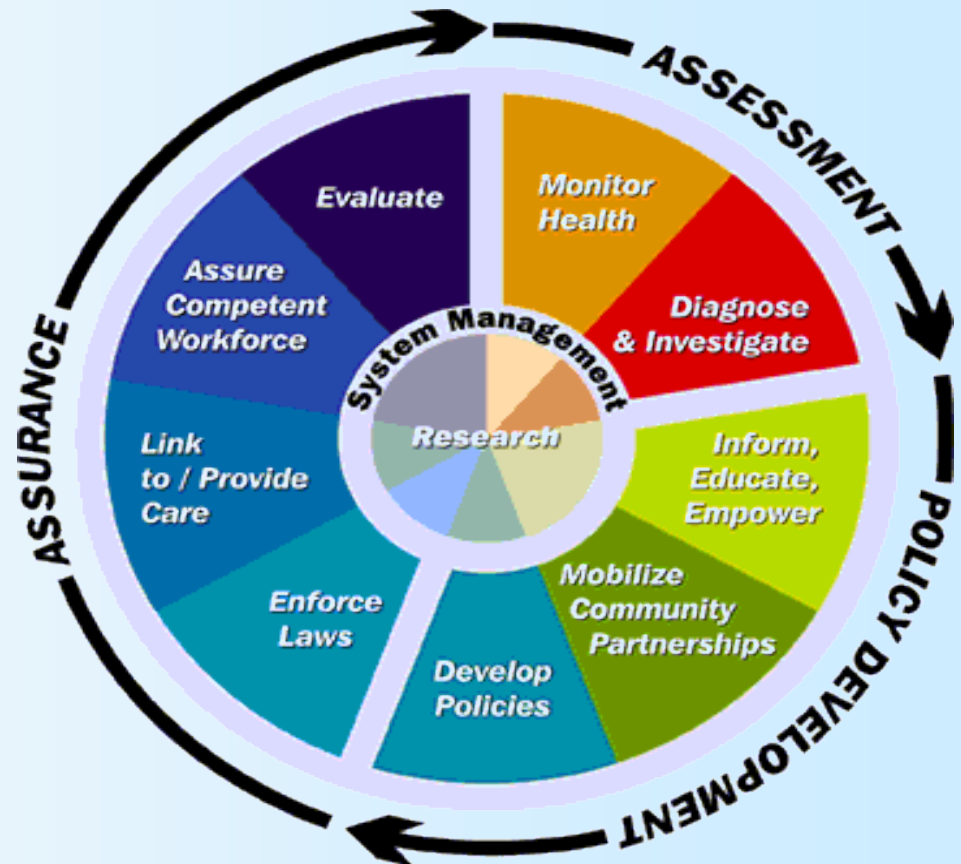 ASSESSMENT
POLICY DEVELOPMENT
ASSURANCE
Monitor
Health
Diagnose
& Investigate
Inform,
Educate,
Empower
Mobilize
Community
Partnerships
Develop
Policies
Enforce
Laws
Link
to / Provide
Care
Assure
Competent
Workforce
Evaluate
System Management
Research